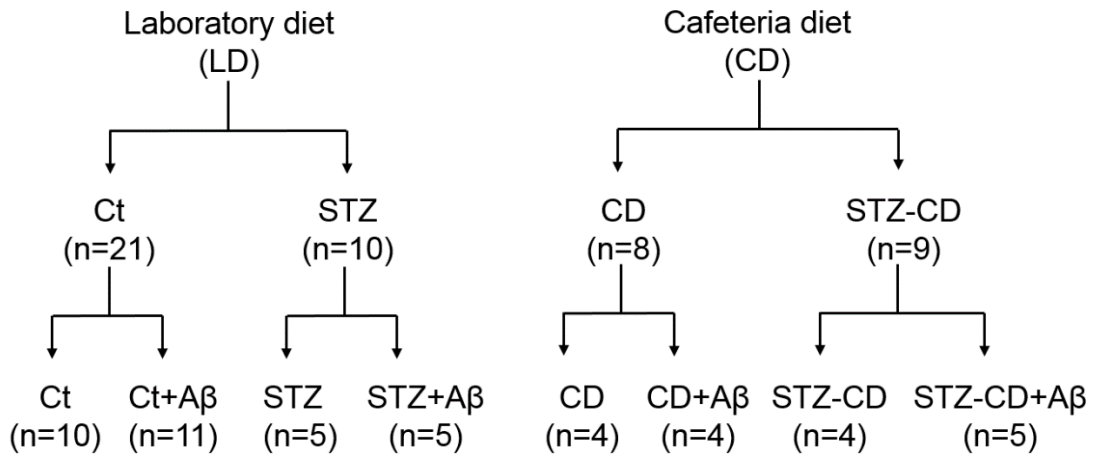 Laboratory diet
(LD)
Cafeteria diet
(CD)
Ct
(n=21)
STZ
(n=10)
CD
(n=8)
STZ-CD
(n=9)
Ct
(n=10)
Ct+Aβ
(n=11)
STZ
(n=5)
STZ+Aβ
(n=5)
CD
(n=4)
CD+Aβ
(n=4)
STZ-CD
(n=4)
STZ-CD+Aβ
(n=5)